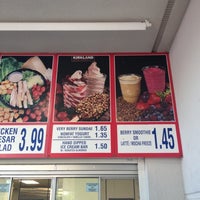 KIRKLAND
VERY BERRY SUNDAE 1.65
NONFAT YOGURT 1.35
HAND DIPPED
ICE CREAM BAR 1.50
CKEN
ESAR
LAD 3.99
BERRY SMOOTHIE
OR
LATTE/MOCHA FREEZE 1.45